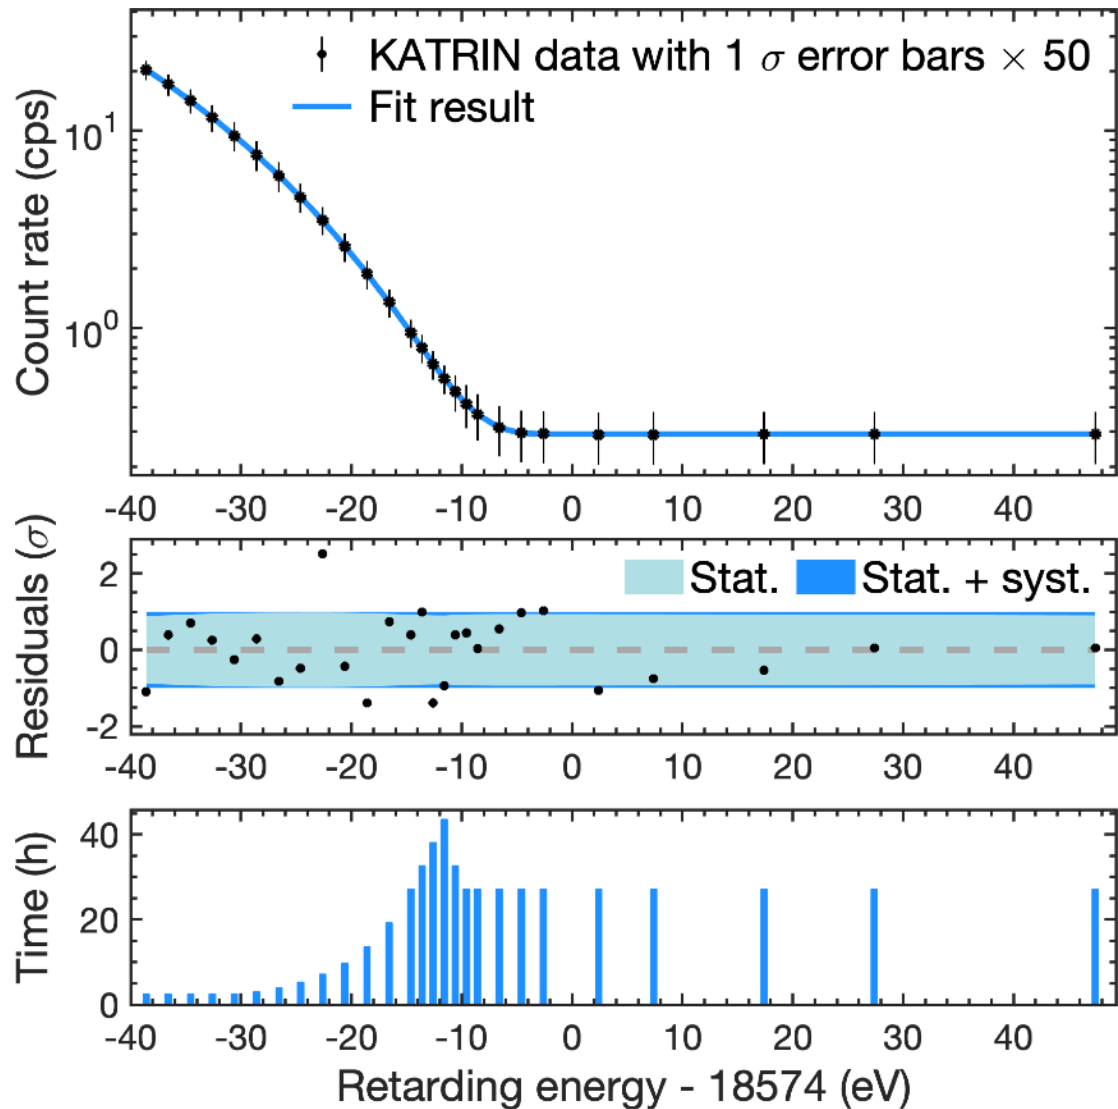 KATRIN data with 1 σ error bars × 50
Fit result
Count rate (cps)
10¹
10⁰
-40 -30 -20 -10 0 10 20 30 40
Residuals (σ)
Stat. Stat. + syst.
2
0
-2
-40 -30 -20 -10 0 10 20 30 40
Time (h)
40
20
0
-40 -30 -20 -10 0 10 20 30 40
Retarding energy - 18574 (eV)